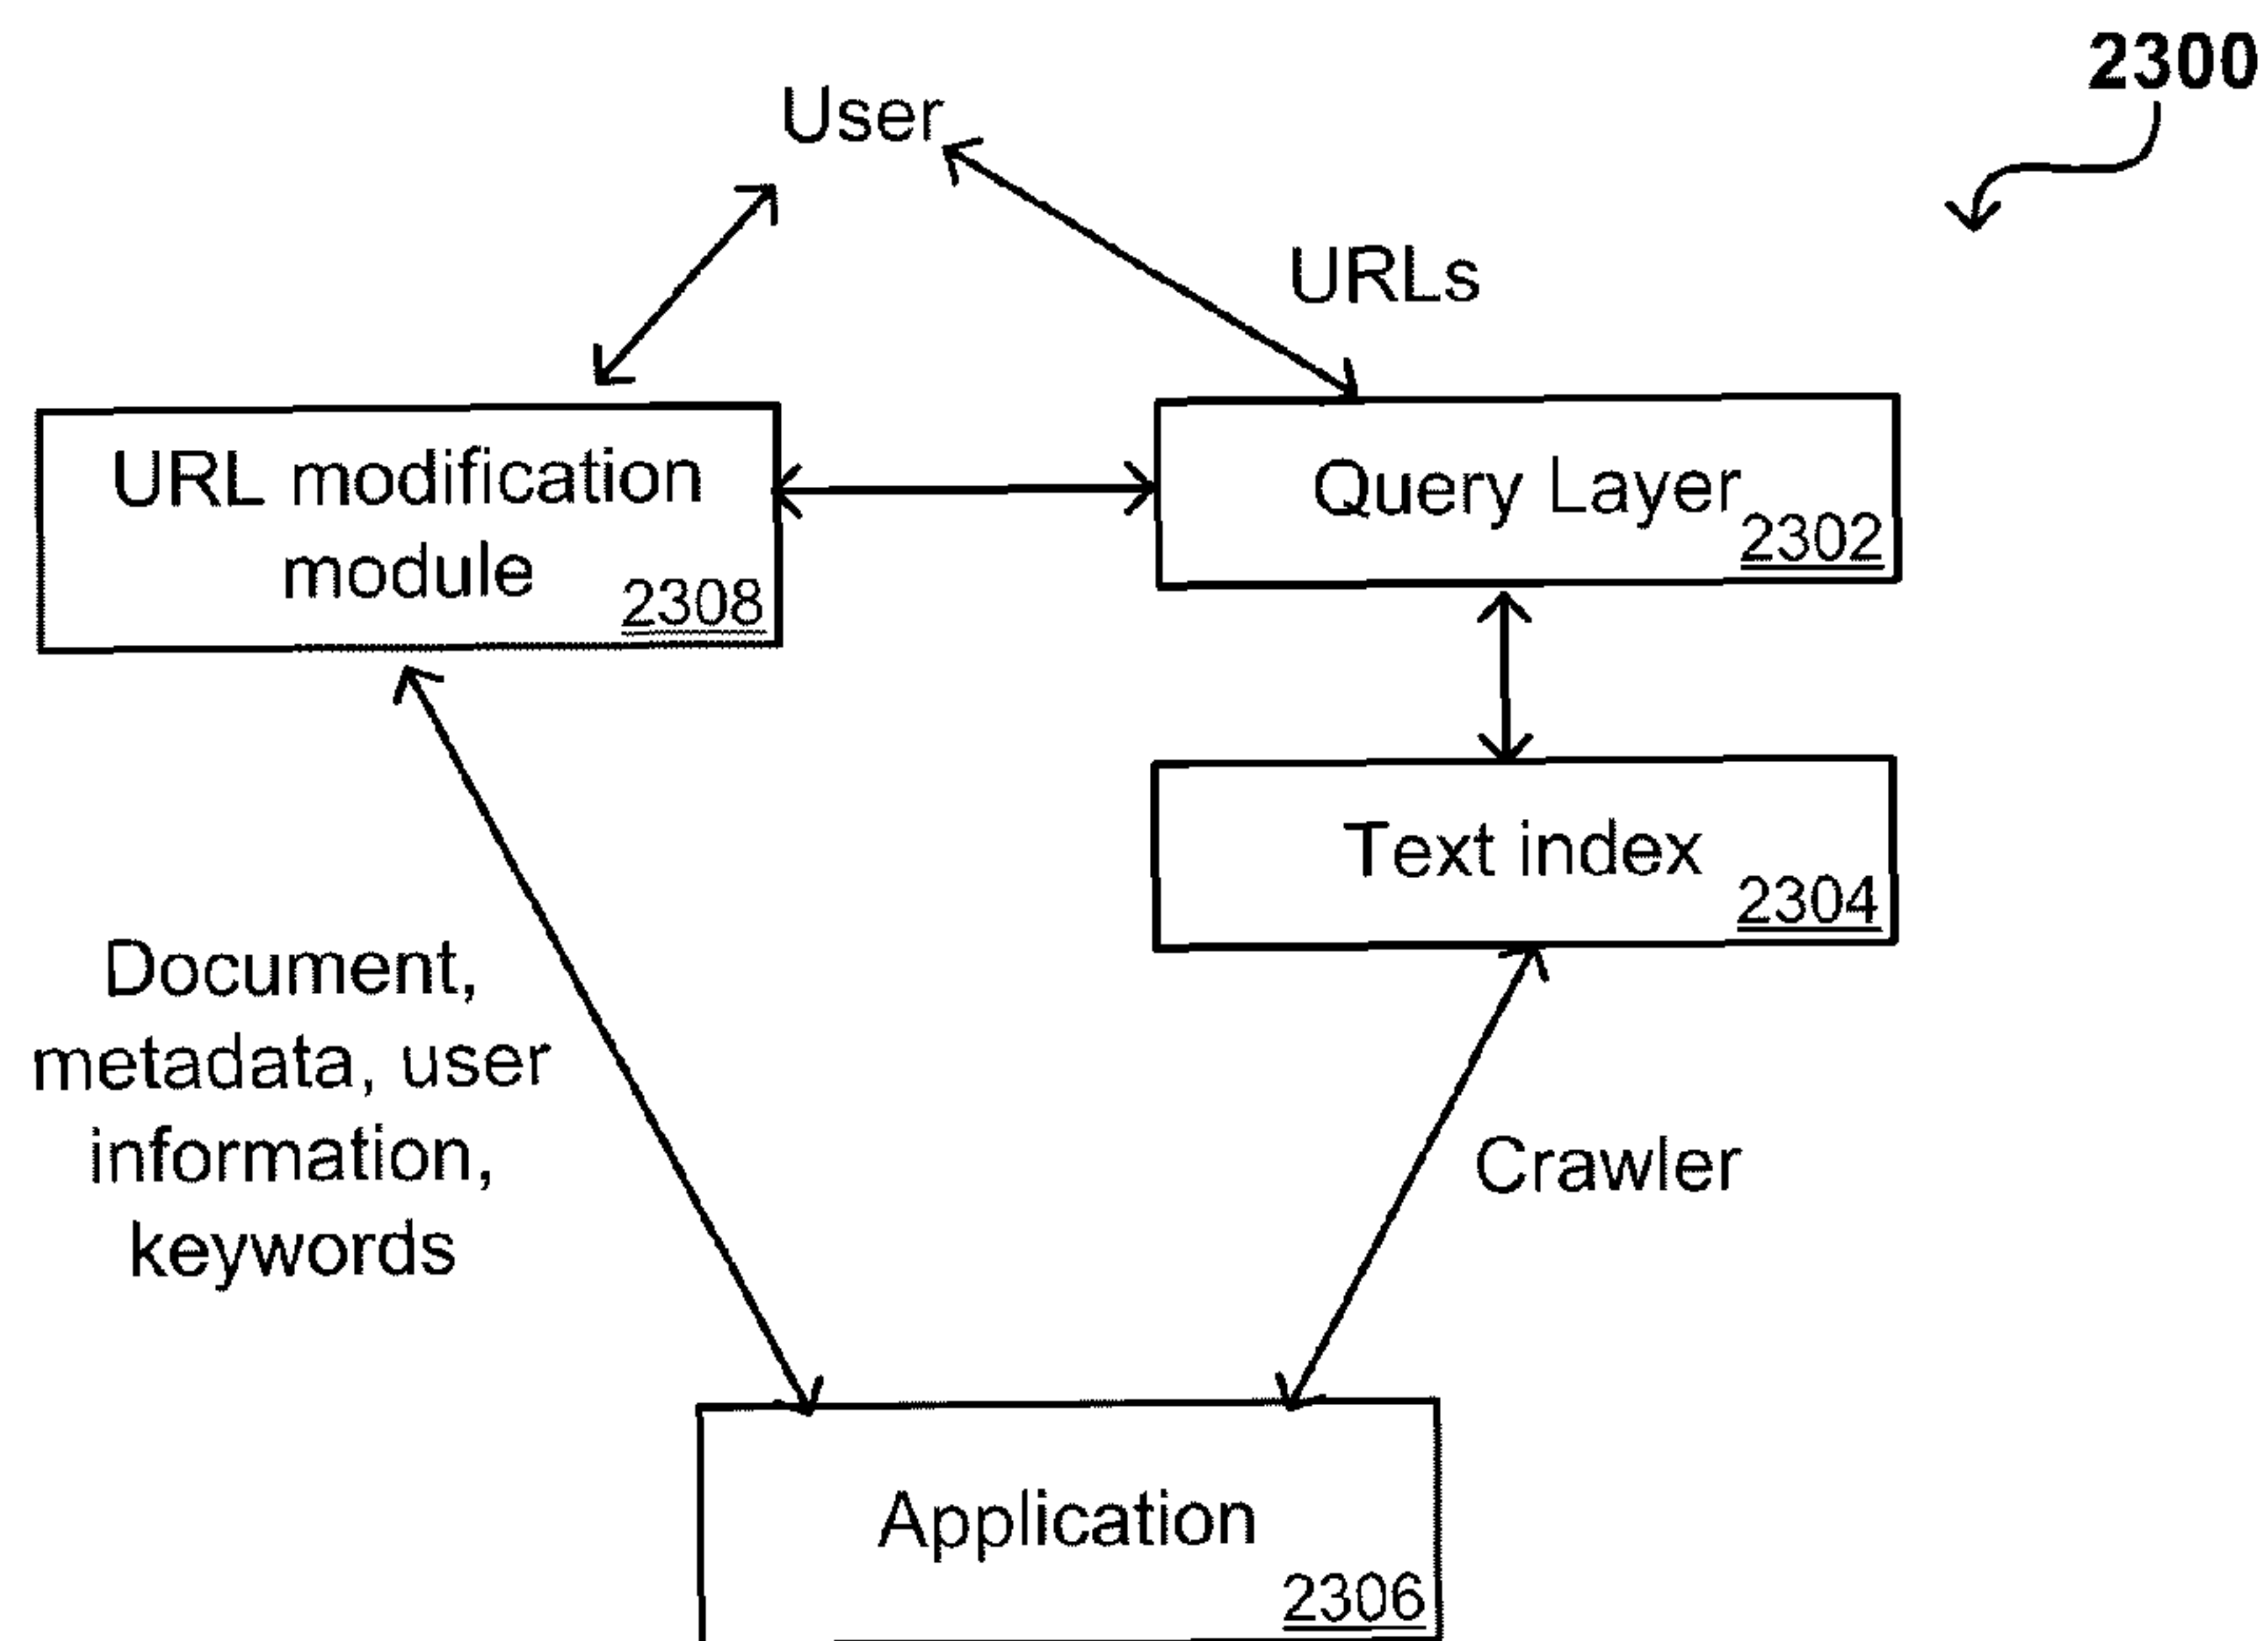 2300
User
URLs
URL modification
module
2308
Query Layer
2302
Text index
2304
Document,
metadata, user
information,
keywords
Crawler
Application
2306